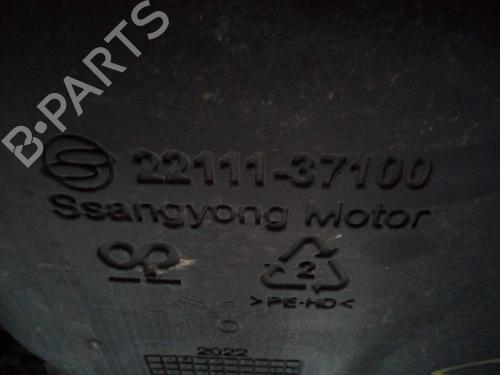 B-PARTS
22111-37100
Ssangyong Motor
2
>PE-HD<
2022